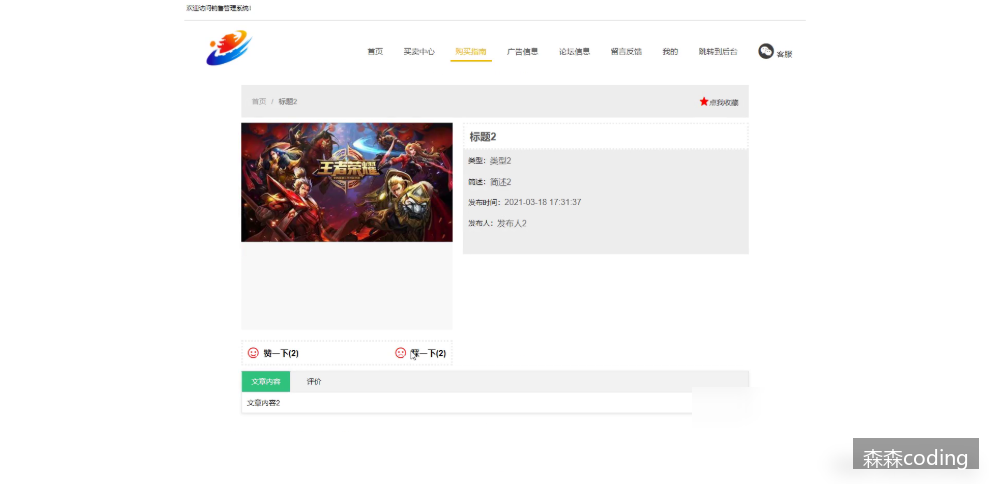 欢迎访问销售管理系统!
首页 买卖中心 购买指南 广告信息 论坛信息 留言反馈 我的 跳转到后台 客服
首页 / 标题2
点我收藏
王者荣耀
标题2
类型: 类型2
简述: 简述2
发布时间: 2021-03-18 17:31:37
发布人: 发布人2
赞一下(2)
踩一下(2)
文章内容 评价
文章内容2
森森coding